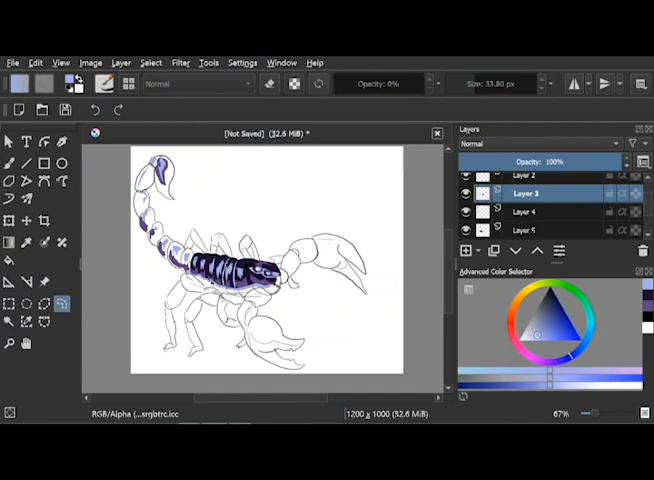 File Edit View Image Layer Select Filter Tools Settings Window Help
Normal Opacity: 0% Size: 33.80 px
[Not Saved] (32.6 MiB) *
Layers
Normal
Opacity: 100%
Layer 2
Layer 3
Layer 4
Layer 5
Advanced Color Selector
RGB/Alpha (...srgbtrc.icc
1200 x 1000 (32.6 MiB)
67%